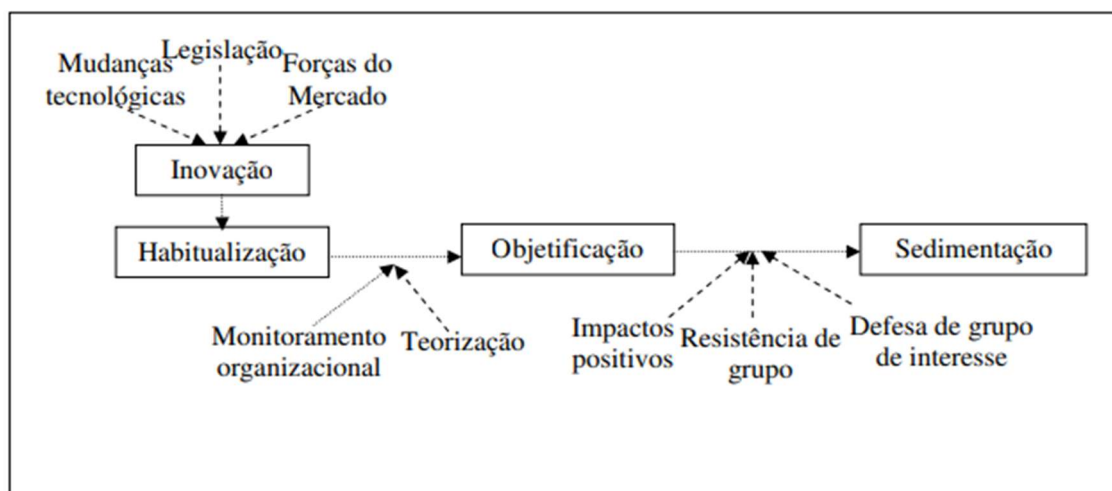 Legislação
Mudanças
tecnológicas
Forças do
Mercado
Inovação
Habitualização
Objetificação
Sedimentação
Monitoramento
organizacional
Teorização
Impactos
positivos
Resistência de
grupo
Defesa de grupo
de interesse